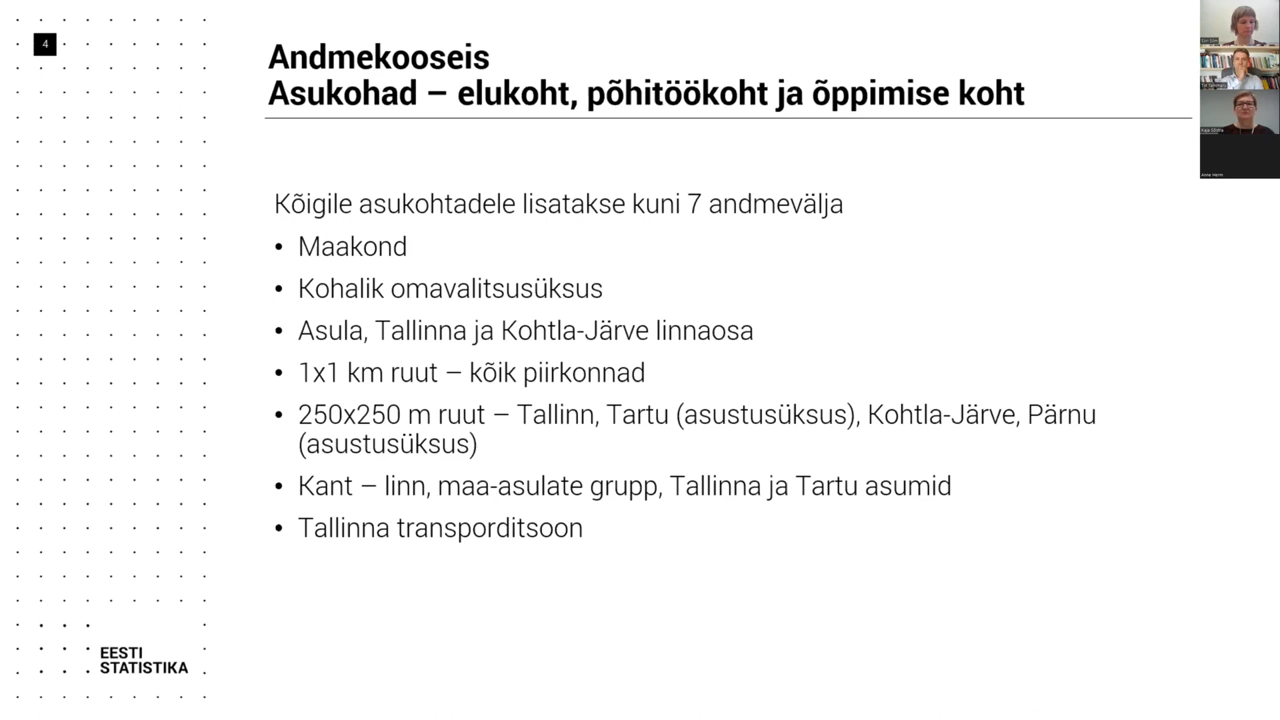 4
Andmekooseis
Asukohad – elukoht, põhitöökoht ja õppimise koht
Kõigile asukohtadele lisatakse kuni 7 andmevälja
• Maakond
• Kohalik omavalitsusüksus
• Asula, Tallinna ja Kohtla-Järve linnaosa
• 1x1 km ruut – kõik piirkonnad
• 250x250 m ruut – Tallinn, Tartu (asustusüksus), Kohtla-Järve, Pärnu
(asustusüksus)
• Kant – linn, maa-asulate grupp, Tallinna ja Tartu asumid
• Tallinna transporditsoon
EESTI
STATISTIKA